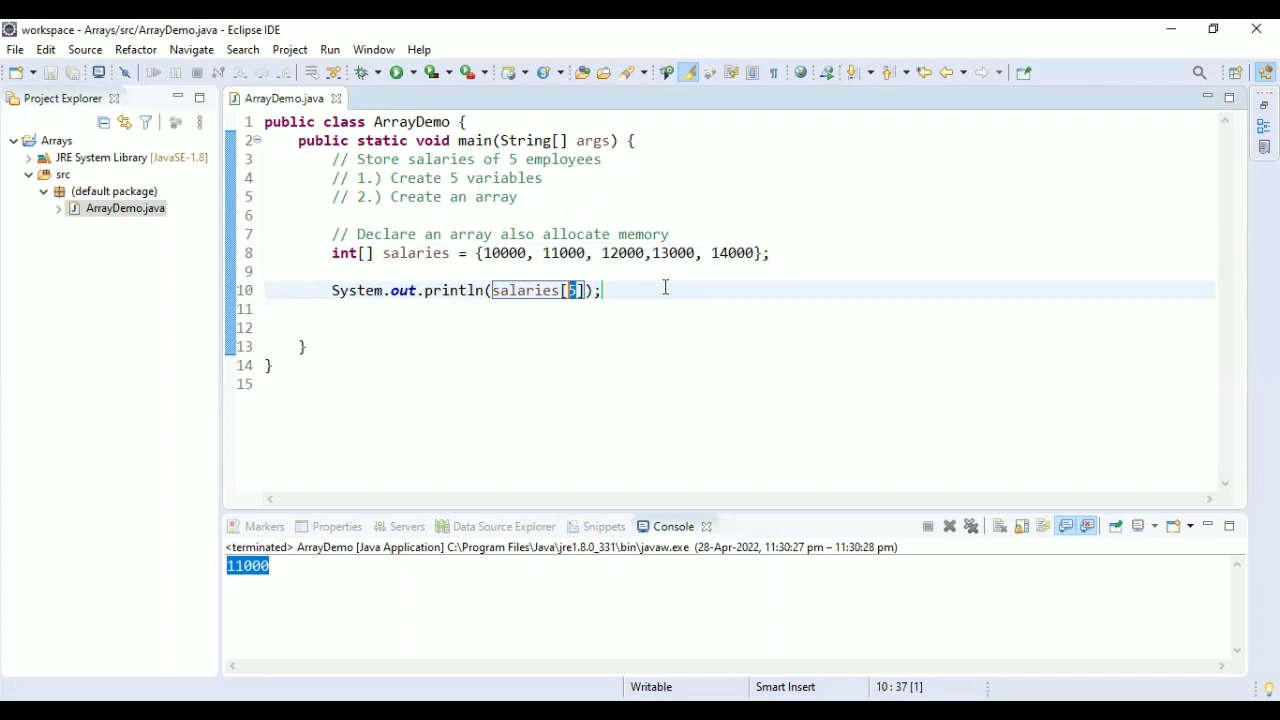 workspace - Arrays/src/ArrayDemo.java - Eclipse IDE
File Edit Source Refactor Navigate Search Project Run Window Help
Project Explorer
ArrayDemo.java
Arrays
JRE System Library [JavaSE-1.8]
src
(default package)
ArrayDemo.java
1 public class ArrayDemo {
2 public static void main(String[] args) {
3 // Store salaries of 5 employees
4 // 1.) Create 5 variables
5 // 2.) Create an array
6
7 // Declare an array also allocate memory
8 int[] salaries = {10000, 11000, 12000,13000, 14000};
9
10 System.out.println(salaries[5]);
11
12
13 }
14 }
15
Markers Properties Servers Data Source Explorer Snippets Console
<terminated> ArrayDemo [Java Application] C:\Program Files\Java\jre1.8.0_331\bin\javaw.exe (28-Apr-2022, 11:30:27 pm – 11:30:28 pm)
11000
Writable Smart Insert 10 : 37 [1]